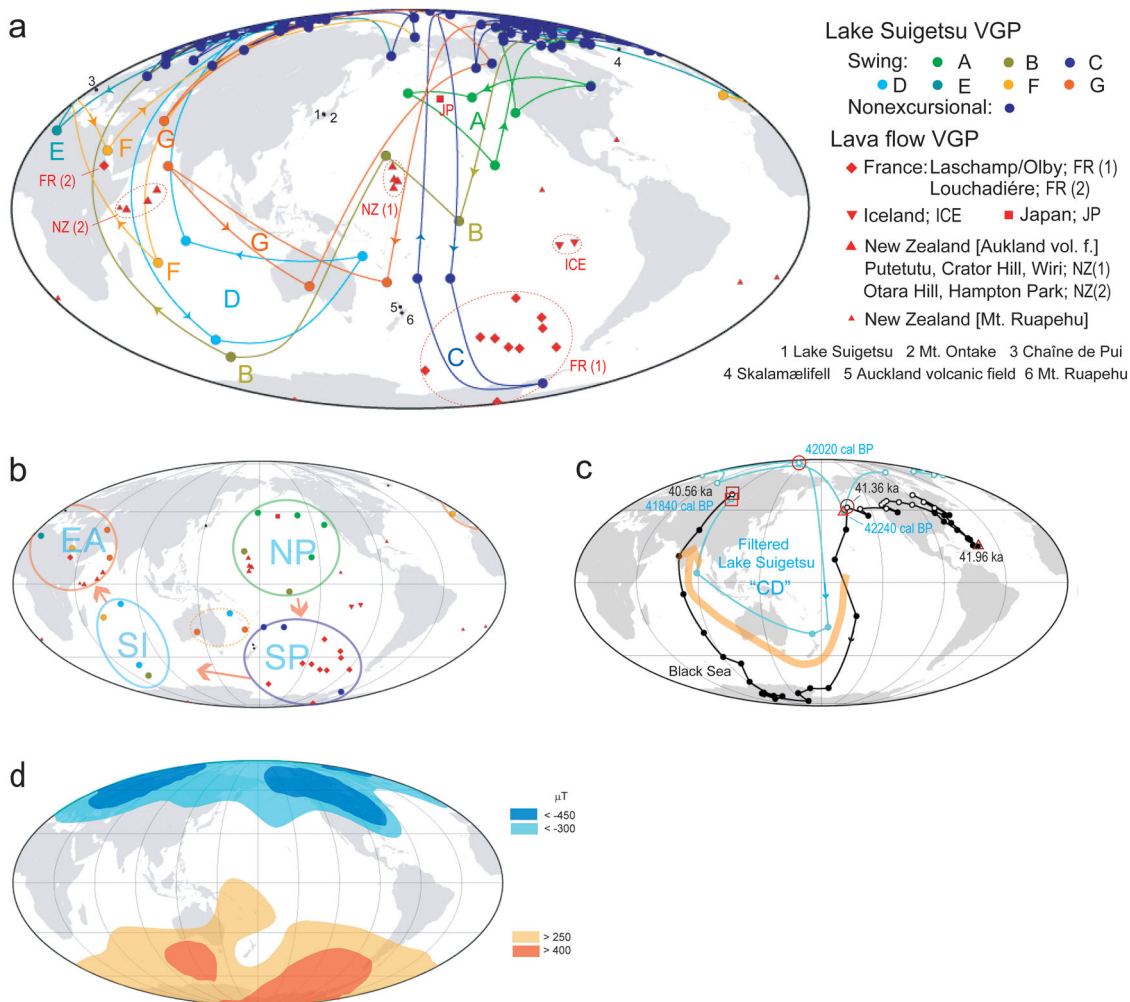 a
Lake Suigetsu VGP
Swing: A B C
D E F G
Nonexcursional:
Lava flow VGP
France: Laschamp/Olby; FR (1)
Louchadiére; FR (2)
Iceland; ICE Japan; JP
New Zealand [Aukland vol. f.]
Putetutu, Crator Hill, Wiri; NZ(1)
Otara Hill, Hampton Park; NZ(2)
New Zealand [Mt. Ruapehu]
1 Lake Suigetsu 2 Mt. Ontake 3 Chaîne de Pui
4 Skalamælifell 5 Auckland volcanic field 6 Mt. Ruapehu
3
4
JP
1 2
A
E
F
G
FR (2)
NZ (1)
NZ (2)
B
G
F
ICE
D
5
6
C
FR (1)
B
b
EA
NP
SI
SP
c
42020 cal BP
40.56 ka
41840 cal BP
41.36 ka
42240 cal BP
41.96 ka
Filtered
Lake Suigetsu
“CD”
Black Sea
d
µT
< -450
< -300
> 250
> 400